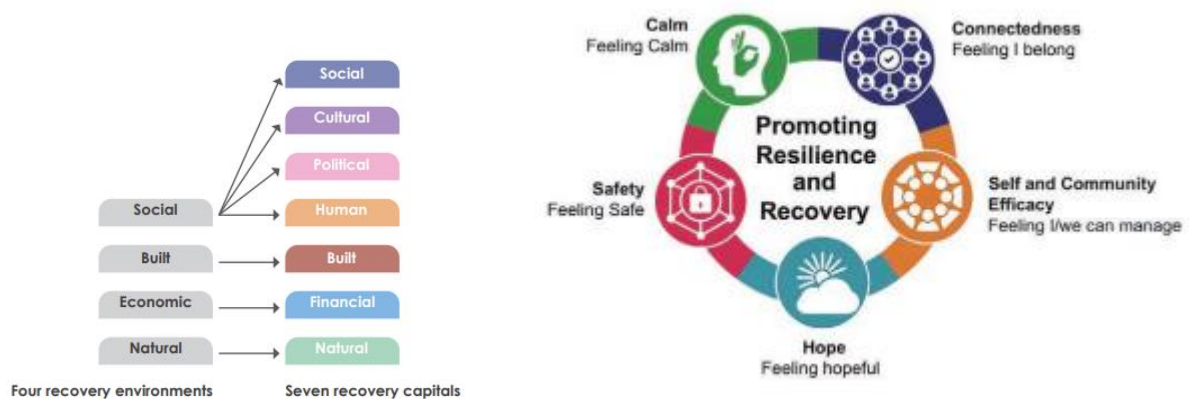 Social
Cultural
Political
Social
Human
Built
Built
Economic
Financial
Natural
Natural
Four recovery environments
Seven recovery capitals
Calm
Feeling Calm
Connectedness
Feeling I belong
Promoting
Resilience
and
Recovery
Safety
Feeling Safe
Self and Community
Efficacy
Feeling I/we can manage
Hope
Feeling hopeful